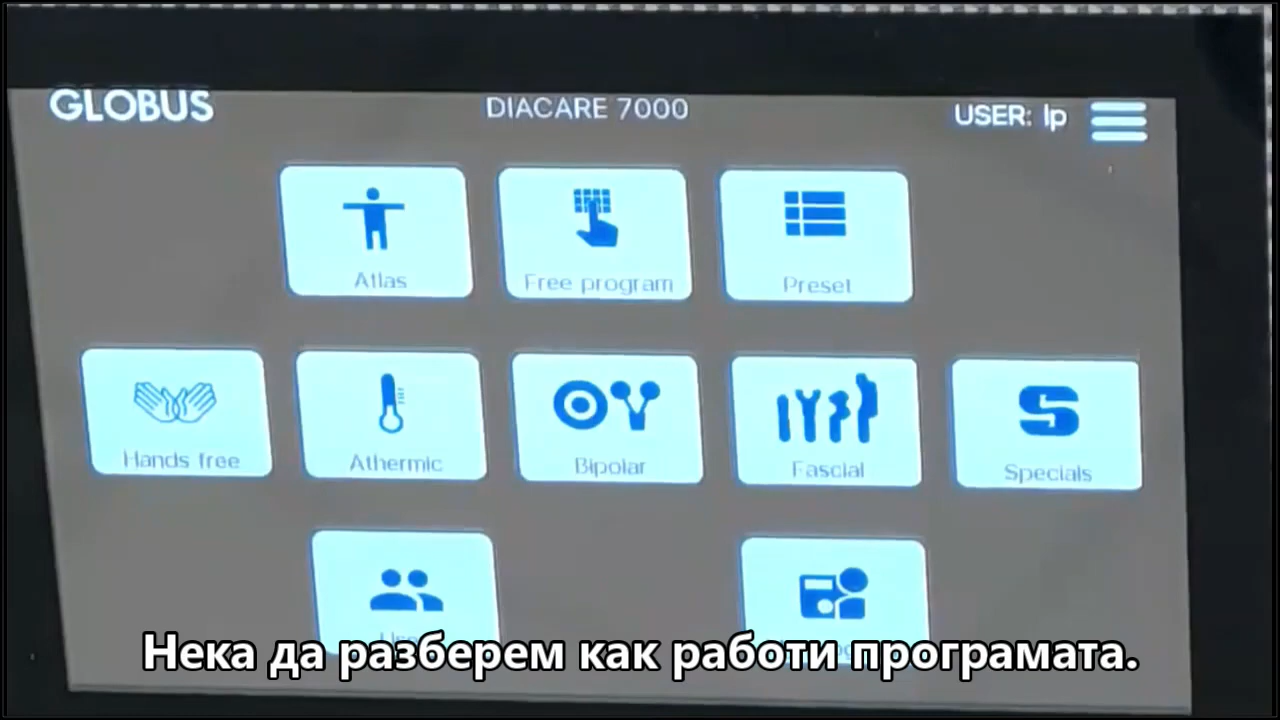 GLOBUS
DIACARE 7000
USER: lp
Atlas
Free program
Preset
Hands free
Athermic
Bipolar
Fascial
Specials
Нека да разберем как работи програмата.